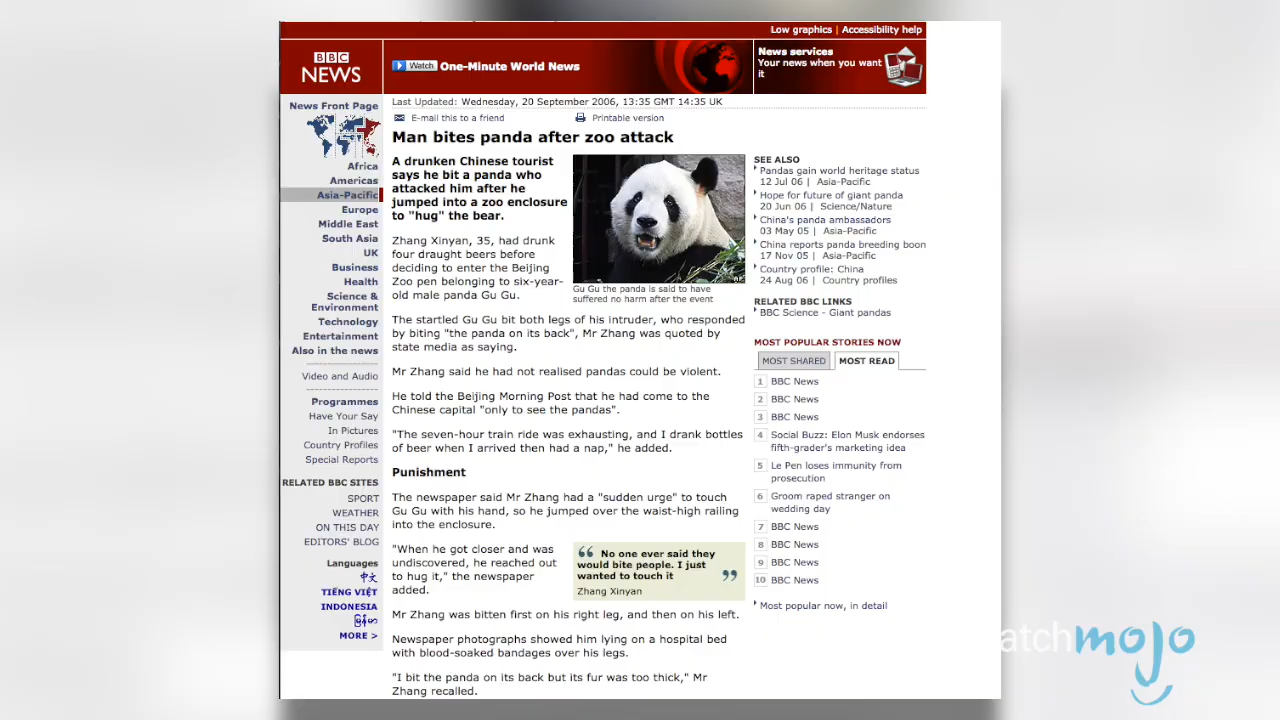 Low graphics | Accessibility help
BBC
NEWS
Watch One-Minute World News
News services
Your news when you want
it
News Front Page
Africa
Americas
Asia-Pacific
Europe
Middle East
South Asia
UK
Business
Health
Science &
Environment
Technology
Entertainment
Also in the news
Video and Audio
Programmes
Have Your Say
In Pictures
Country Profiles
Special Reports
RELATED BBC SITES
SPORT
WEATHER
ON THIS DAY
EDITORS' BLOG
Languages
中文
TIẾNG VIỆT
INDONESIA
မြန်မာ
MORE >
Last Updated: Wednesday, 20 September 2006, 13:35 GMT 14:35 UK
E-mail this to a friend
Printable version
Man bites panda after zoo attack
A drunken Chinese tourist
says he bit a panda who
attacked him after he
jumped into a zoo enclosure
to "hug" the bear.
Zhang Xinyan, 35, had drunk
four draught beers before
deciding to enter the Beijing
Zoo pen belonging to six-year-
old male panda Gu Gu.
Gu Gu the panda is said to have
suffered no harm after the event
The startled Gu Gu bit both legs of his intruder, who responded
by biting "the panda on its back", Mr Zhang was quoted by
state media as saying.
Mr Zhang said he had not realised pandas could be violent.
He told the Beijing Morning Post that he had come to the
Chinese capital "only to see the pandas".
"The seven-hour train ride was exhausting, and I drank bottles
of beer when I arrived then had a nap," he added.
Punishment
The newspaper said Mr Zhang had a "sudden urge" to touch
Gu Gu with his hand, so he jumped over the waist-high railing
into the enclosure.
"When he got closer and was
undiscovered, he reached out
to hug it," the newspaper
added.
“ No one ever said they
would bite people. I just
wanted to touch it ”
Zhang Xinyan
Mr Zhang was bitten first on his right leg, and then on his left.
Newspaper photographs showed him lying on a hospital bed
with blood-soaked bandages over his legs.
"I bit the panda on its back but its fur was too thick," Mr
Zhang recalled.
SEE ALSO
Pandas gain world heritage status
12 Jul 06 | Asia-Pacific
Hope for future of giant panda
20 Jun 06 | Science/Nature
China's panda ambassadors
03 May 05 | Asia-Pacific
China reports panda breeding boon
17 Nov 05 | Asia-Pacific
Country profile: China
24 Aug 06 | Country profiles
RELATED BBC LINKS
BBC Science - Giant pandas
MOST POPULAR STORIES NOW
MOST SHARED MOST READ
1 BBC News
2 BBC News
3 BBC News
4 Social Buzz: Elon Musk endorses
fifth-grader's marketing idea
5 Le Pen loses immunity from
prosecution
6 Groom raped stranger on
wedding day
7 BBC News
8 BBC News
9 BBC News
10 BBC News
Most popular now, in detail
atchmojo